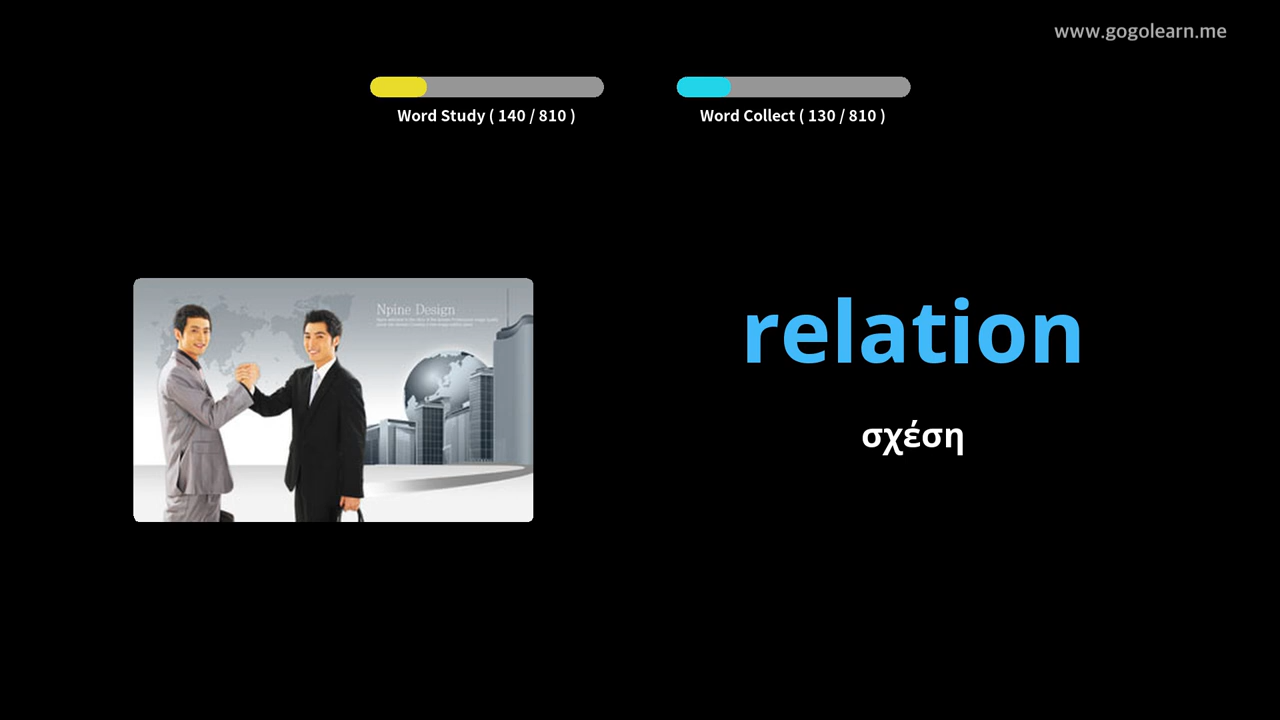 www.gogolearn.me
Word Study ( 140 / 810 )
Word Collect ( 130 / 810 )
Npine Design
relation
σχέση